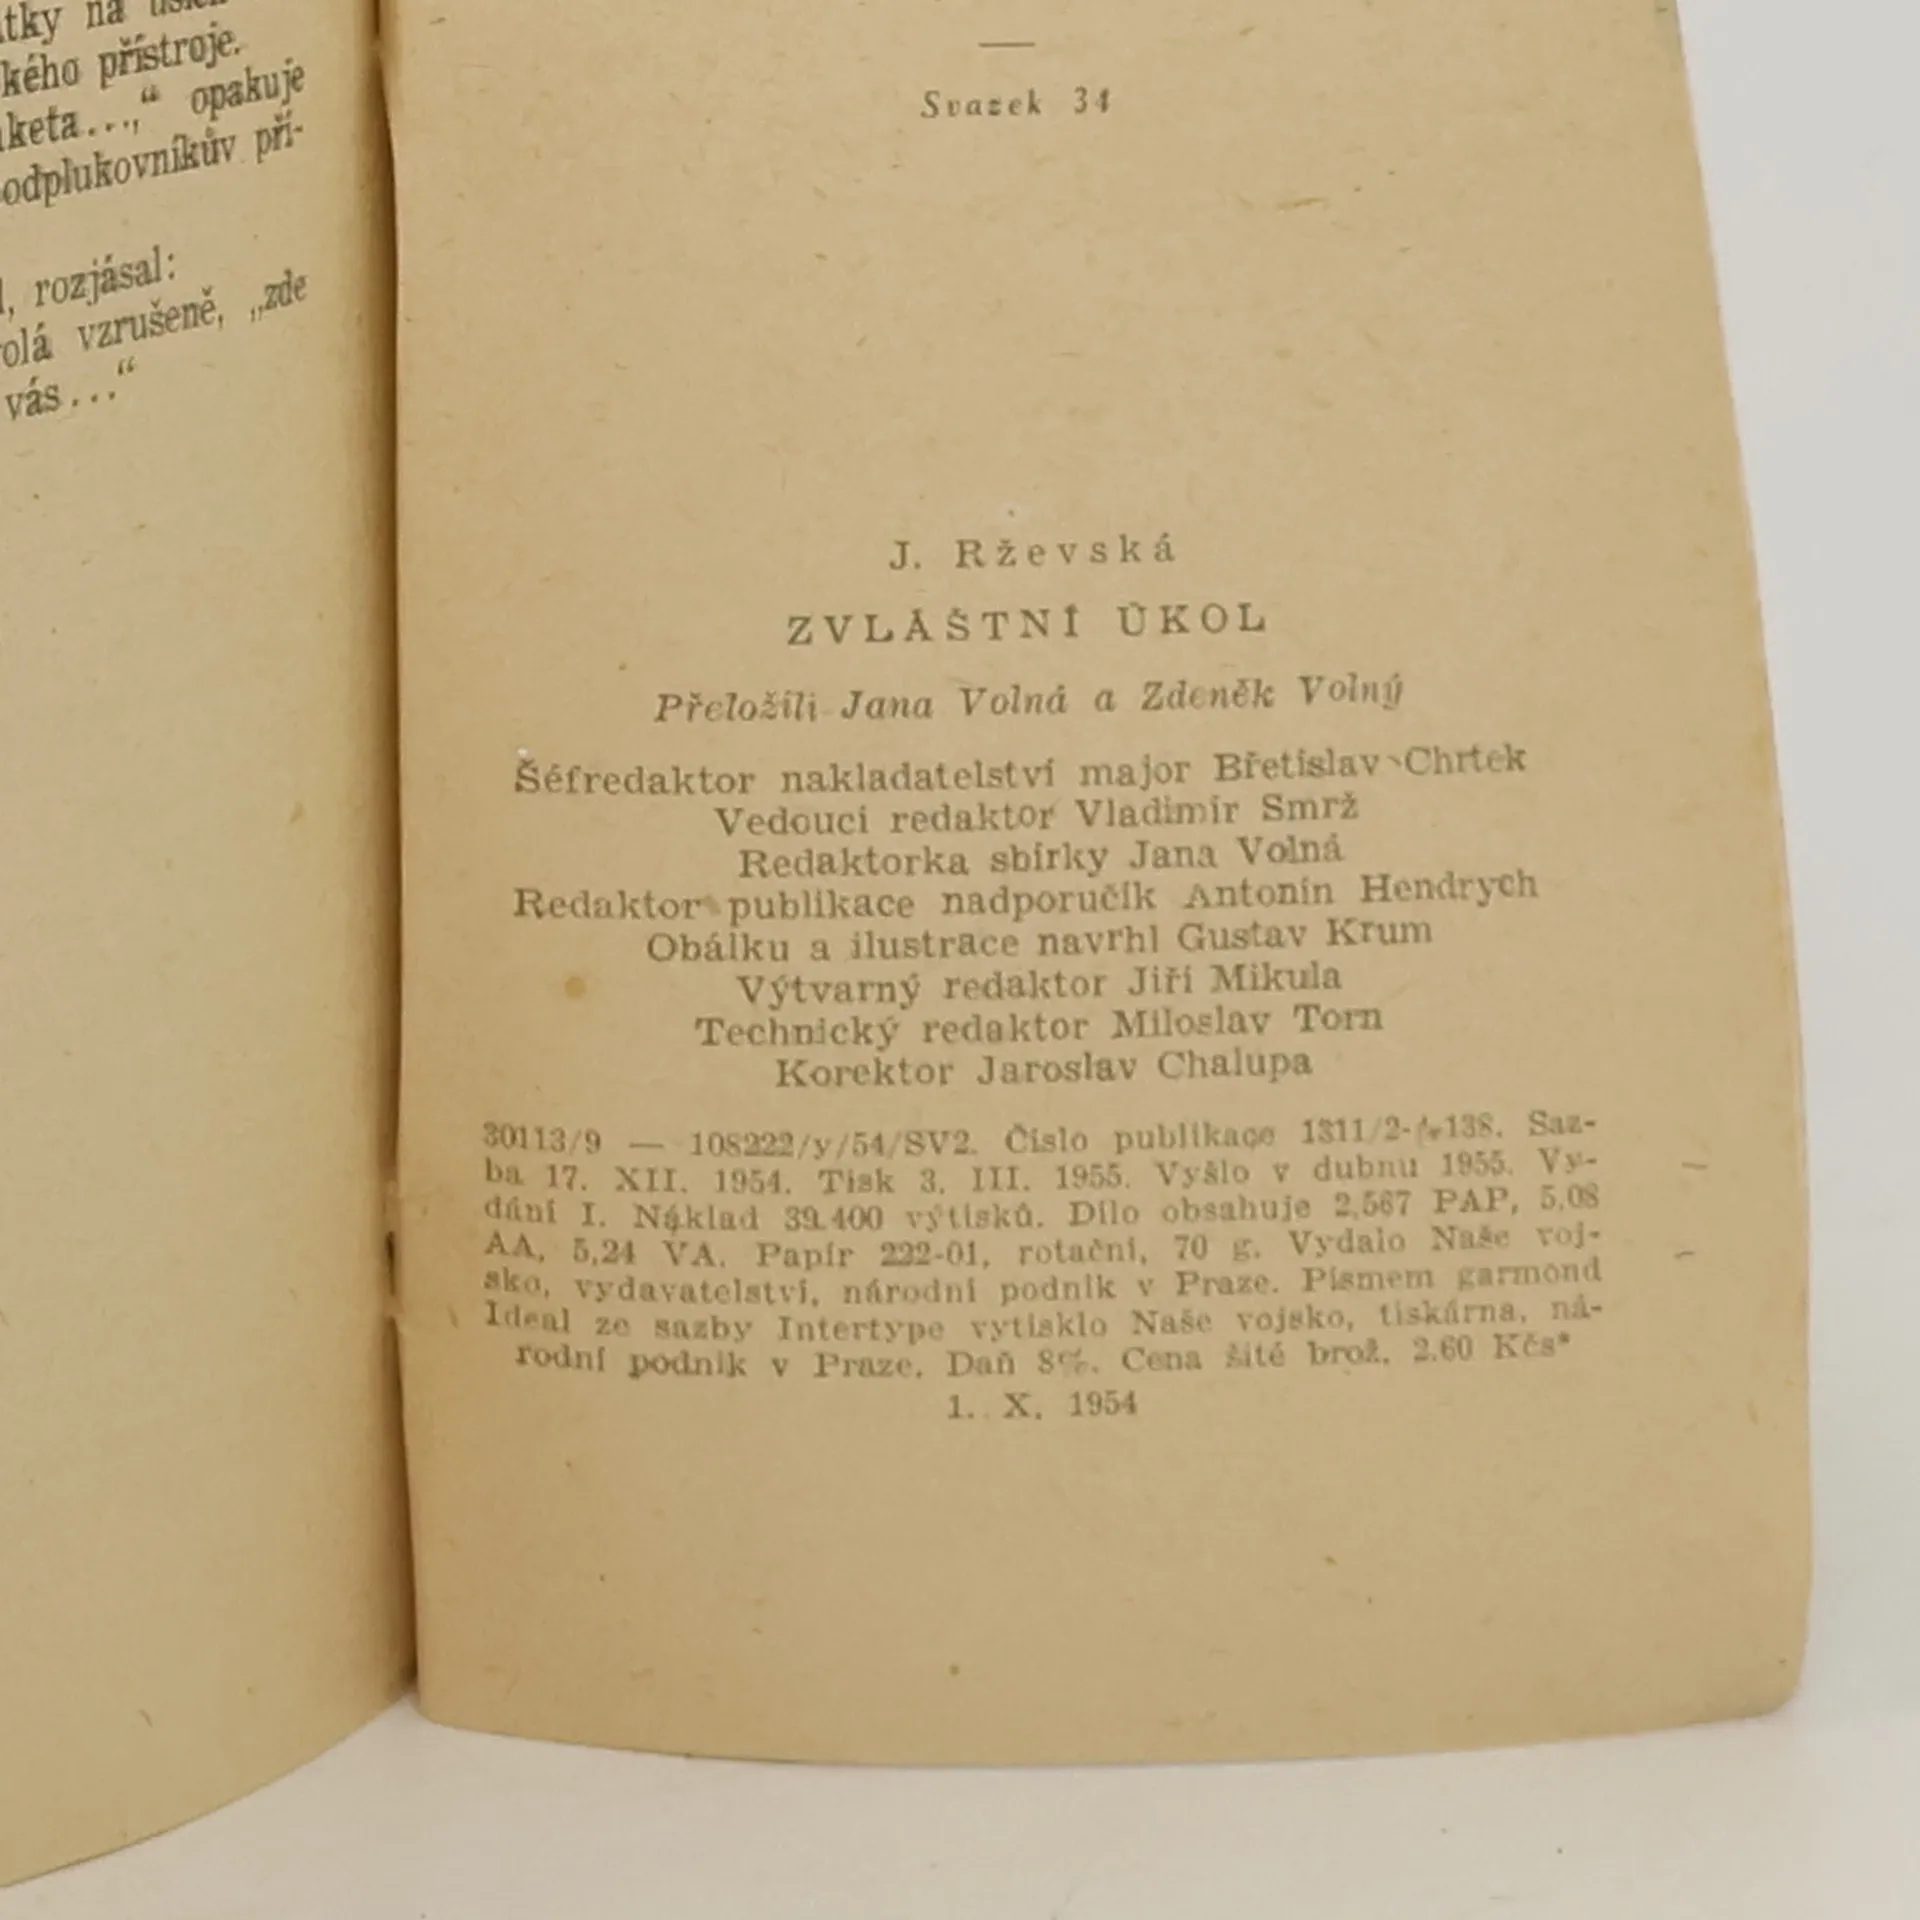 tky na
kého přístroje.
keta...,“ opakuje
odplukovníkův pří-
rozjásal:
olá vzrušeně, „zde
vás...“
Svazek 34
J. Rževská
ZVLÁŠTNÍ ÚKOL
Přeložili Jana Volná a Zdeněk Volný
Šéfredaktor nakladatelství major Břetislav Chrtek
Vedoucí redaktor Vladimír Smrž
Redaktorka sbírky Jana Volná
Redaktor publikace nadporučík Antonín Hendrych
Obálku a ilustrace navrhl Gustav Krum
Výtvarný redaktor Jiří Mikula
Technický redaktor Miloslav Torn
Korektor Jaroslav Chalupa
30113/9 — 108222/y/54/SV2. Číslo publikace Saz-
ba 17. XII. 1954. Tisk 3. III. 1955. Vyšlo v dubnu 1955. Vy-
dání I. Náklad 39.400 výtisků. Dílo obsahuje 2,567 PAP, 5,08
AA, 5,24 VA. Papír 222-01, rotační, 70 g. Vydalo Naše voj-
sko, vydavatelství, národní podnik v Praze. Písmem garmond
Ideal ze sazby Intertype vytisklo Naše vojsko, tiskárna, ná-
rodní podnik v Praze. Daň 8%. Cena šité brož. 2.60 Kčs*
1. X. 1954